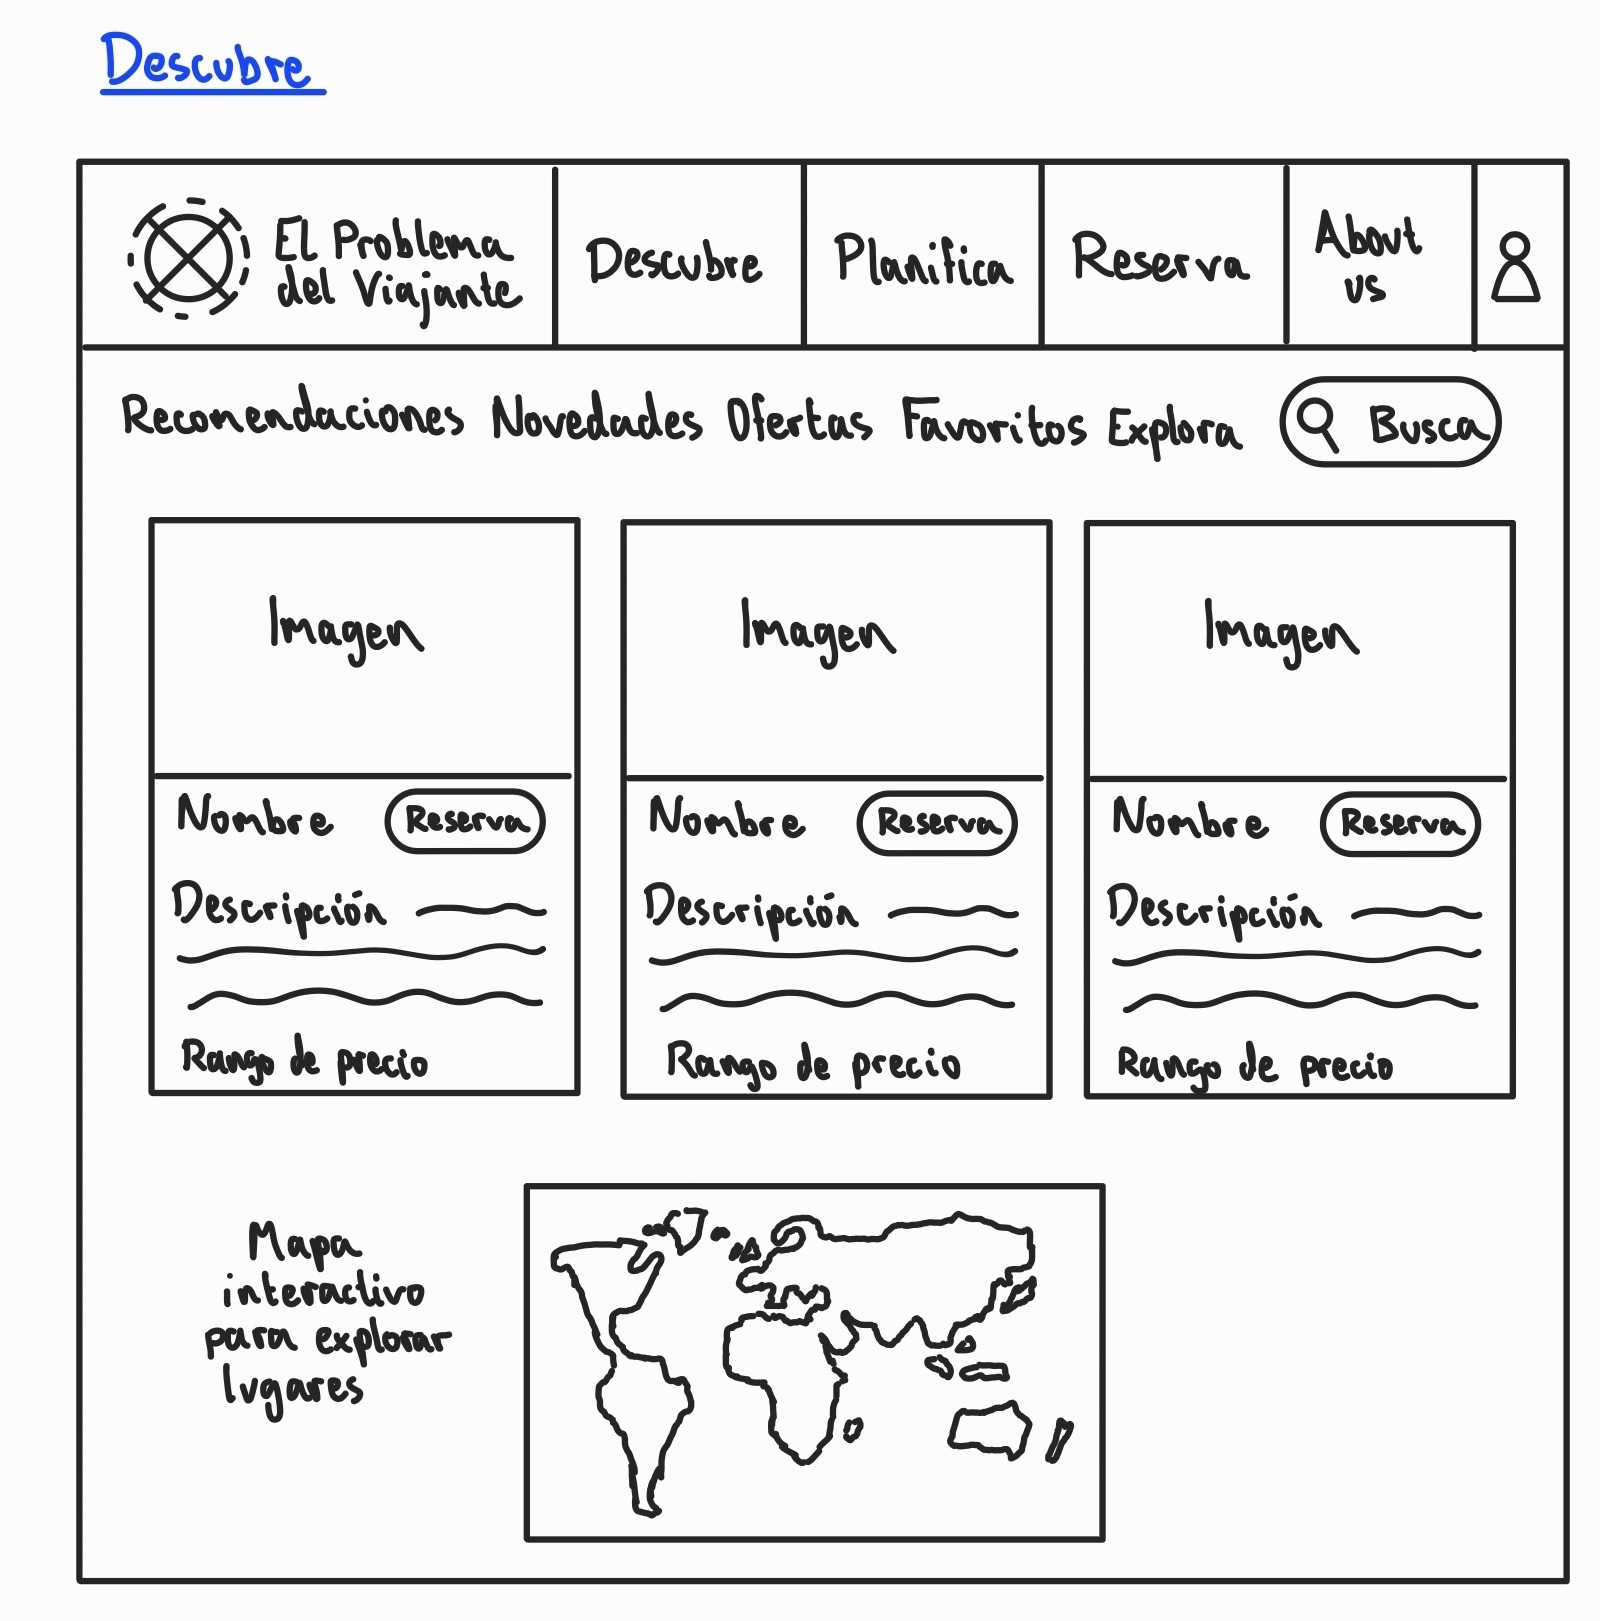 Descubre
El Problema
del Viajante
Descubre
Planifica
Reserva
About
us
Recomendaciones Novedades Ofertas Favoritos Explora Busca
Imagen
Nombre Reserva
Descripción
Rango de precio
Imagen
Nombre Reserva
Descripción
Rango de precio
Imagen
Nombre Reserva
Descripción
Rango de precio
Mapa
interactivo
para explorar
lugares